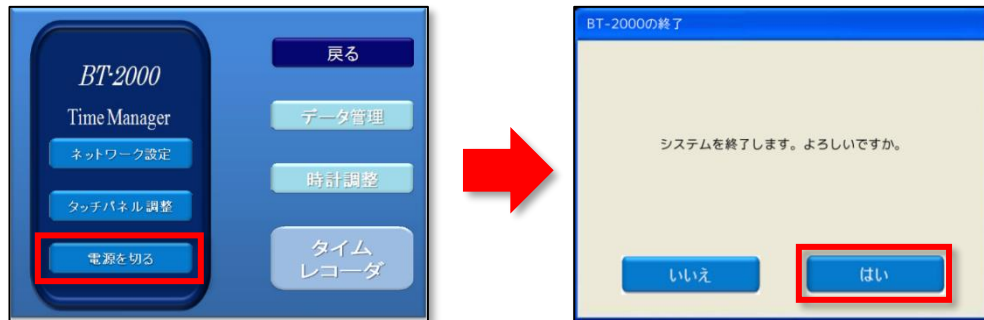 BT-2000
Time Manager
ネットワーク設定
タッチパネル調整
電源を切る
戻る
データ管理
時計調整
タイム
レコーダ
BT-2000の終了
システムを終了します。よろしいですか。
いいえ
はい